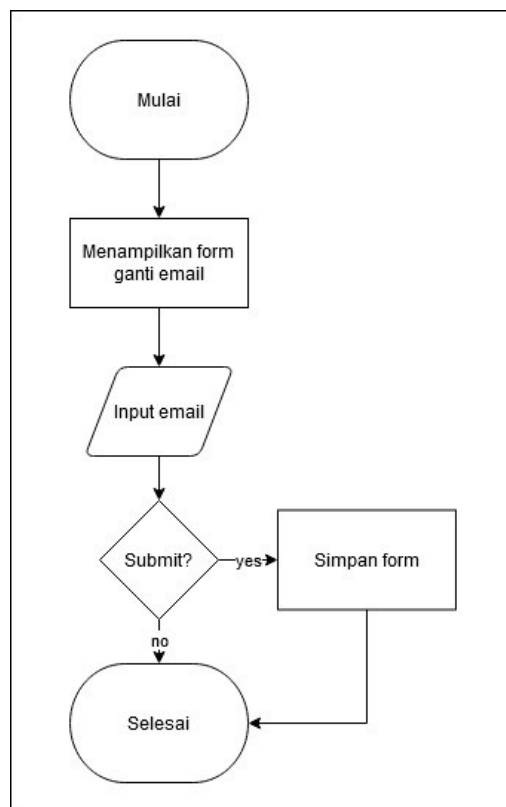 Mulai
Menampilkan form
ganti email
Input email
Submit?
yes
Simpan form
no
Selesai